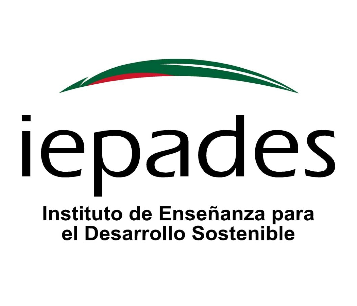 iepades
Instituto de Enseñanza para
el Desarrollo Sostenible